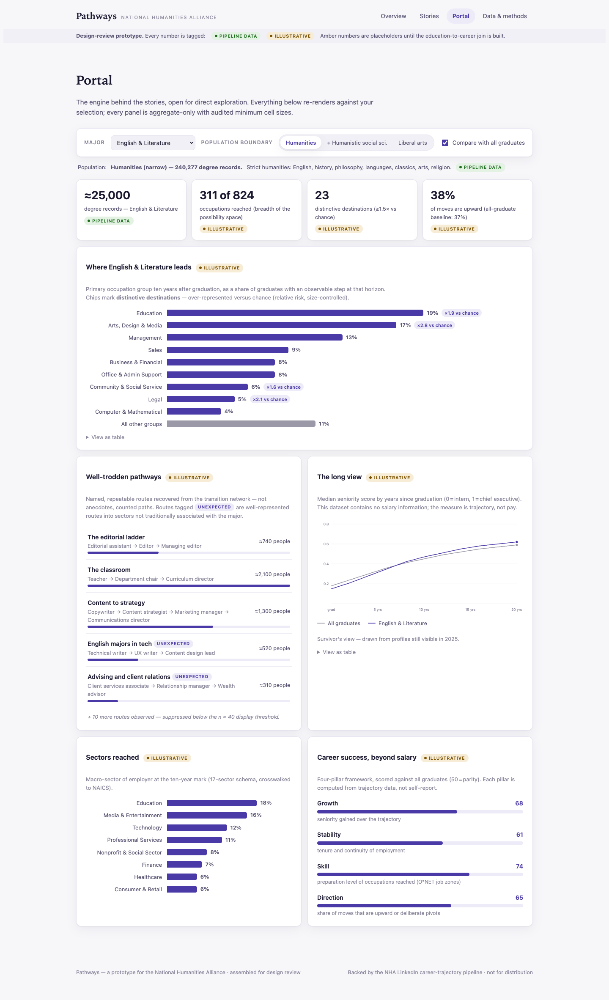 Pathways NATIONAL HUMANITIES ALLIANCE
Overview Stories Portal Data & methods
Design-review prototype. Every number is tagged: PIPELINE DATA ILLUSTRATIVE Amber numbers are placeholders until the education-to-career join is built.
Portal
The engine behind the stories, open for direct exploration. Everything below re-renders against your
selection; every panel is aggregate-only with audited minimum cell sizes.
MAJOR English & Literature POPULATION BOUNDARY Humanities + Humanistic social sci. Liberal arts Compare with all graduates
Population: Humanities (narrow) — 240,277 degree records. Strict humanities: English, history, philosophy, languages, classics, arts, religion. PIPELINE DATA
≈25,000
degree records — English & Literature
PIPELINE DATA
311 of 824
occupations reached (breadth of the
possibility space)
ILLUSTRATIVE
23
distinctive destinations (≥1.5× vs
chance)
ILLUSTRATIVE
38%
of moves are upward (all-graduate
baseline: 37%)
ILLUSTRATIVE
Where English & Literature leads ILLUSTRATIVE
Primary occupation group ten years after graduation, as a share of graduates with an observable step at that horizon.
Chips mark distinctive destinations — over-represented versus chance (relative risk, size-controlled).
Education 19% ×1.9 vs chance
Arts, Design & Media 17% ×2.8 vs chance
Management 13%
Sales 9%
Business & Financial 8%
Office & Admin Support 8%
Community & Social Service 6% ×1.6 vs chance
Legal 5% ×2.1 vs chance
Computer & Mathematical 4%
All other groups 11%
View as table
Well-trodden pathways ILLUSTRATIVE
Named, repeatable routes recovered from the transition network — not
anecdotes, counted paths. Routes tagged UNEXPECTED are well-represented
routes into sectors not traditionally associated with the major.
The editorial ladder
Editorial assistant → Editor → Managing editor
≈740 people
The classroom
Teacher → Department chair → Curriculum director
≈2,100 people
Content to strategy
Copywriter → Content strategist → Marketing manager →
Communications director
≈1,300 people
English majors in tech UNEXPECTED
Technical writer → UX writer → Content design lead
≈520 people
Advising and client relations UNEXPECTED
Client services associate → Relationship manager → Wealth
advisor
≈310 people
+ 10 more routes observed — suppressed below the n = 40 display threshold.
The long view ILLUSTRATIVE
Median seniority score by years since graduation (0 = intern, 1 = chief executive).
This dataset contains no salary information; the measure is trajectory, not pay.
0.8
0.6
0.4
0.2
grad 5 yrs 10 yrs 15 yrs 20 yrs
All graduates English & Literature
Survivor's view — drawn from profiles still visible in 2025.
View as table
Sectors reached ILLUSTRATIVE
Macro-sector of employer at the ten-year mark (17-sector schema, crosswalked
to NAICS).
Education 18%
Media & Entertainment 16%
Technology 12%
Professional Services 11%
Nonprofit & Social Sector 8%
Finance 7%
Healthcare 6%
Consumer & Retail 6%
Career success, beyond salary ILLUSTRATIVE
Four-pillar framework, scored against all graduates (50 = parity). Each pillar is
computed from trajectory data, not self-report.
Growth 68
seniority gained over the trajectory
Stability 61
tenure and continuity of employment
Skill 74
preparation level of occupations reached (O*NET job zones)
Direction 65
share of moves that are upward or deliberate pivots
Pathways — a prototype for the National Humanities Alliance · assembled for design review
Backed by the NHA LinkedIn career-trajectory pipeline · not for distribution